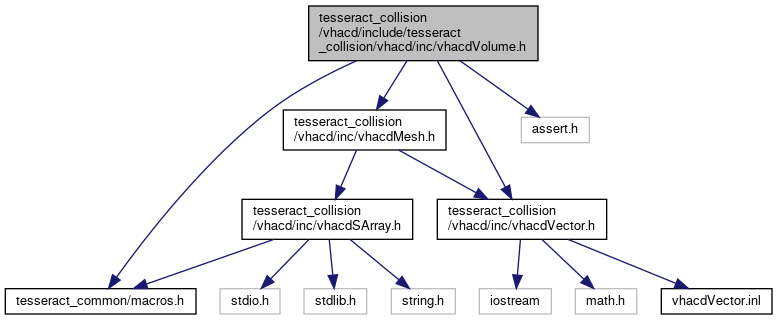 tesseract_collision
/vhacd/include/tesseract
_collision/vhacd/inc/vhacdVolume.h
tesseract_collision
/vhacd/inc/vhacdMesh.h
assert.h
tesseract_collision
/vhacd/inc/vhacdSArray.h
tesseract_collision
/vhacd/inc/vhacdVector.h
tesseract_common/macros.h
stdio.h
stdlib.h
string.h
iostream
math.h
vhacdVector.inl